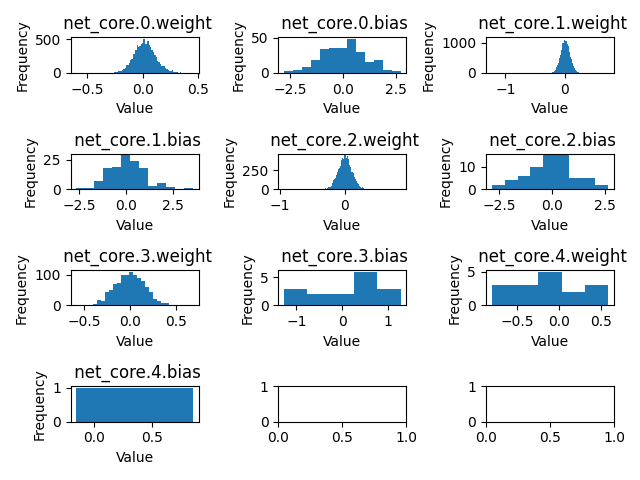 net_core.0.weight
500
0
Frequency
−0.5
0.0
0.5
Value
net_core.0.bias
50
0
Frequency
−2.5
0.0
2.5
Value
net_core.1.weight
1000
0
Frequency
−1
0
Value
net_core.1.bias
25
0
Frequency
−2.5
0.0
2.5
Value
net_core.2.weight
250
0
Frequency
−1
0
Value
net_core.2.bias
10
0
Frequency
−2.5
0.0
2.5
Value
net_core.3.weight
100
0
Frequency
−0.5
0.0
0.5
Value
net_core.3.bias
5
0
Frequency
−1
0
1
Value
net_core.4.weight
5
0
Frequency
−0.5
0.0
0.5
Value
net_core.4.bias
1
0
Frequency
0.0
0.5
Value
1
0
0.0
0.5
1.0
1
0
0.0
0.5
1.0